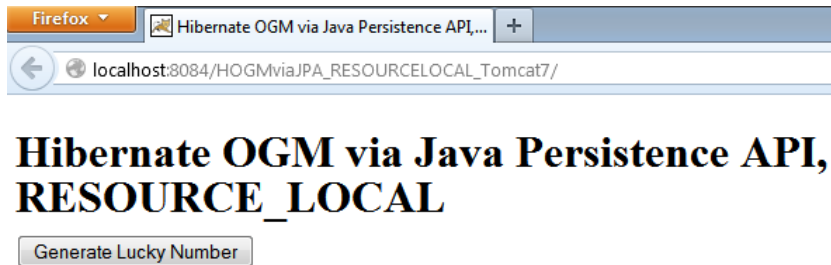 Firefox
Hibernate OGM via Java Persistence API,...
localhost:8084/HOGMviaJPA_RESOURCELOCAL_Tomcat7/
Hibernate OGM via Java Persistence API,
RESOURCE_LOCAL
Generate Lucky Number